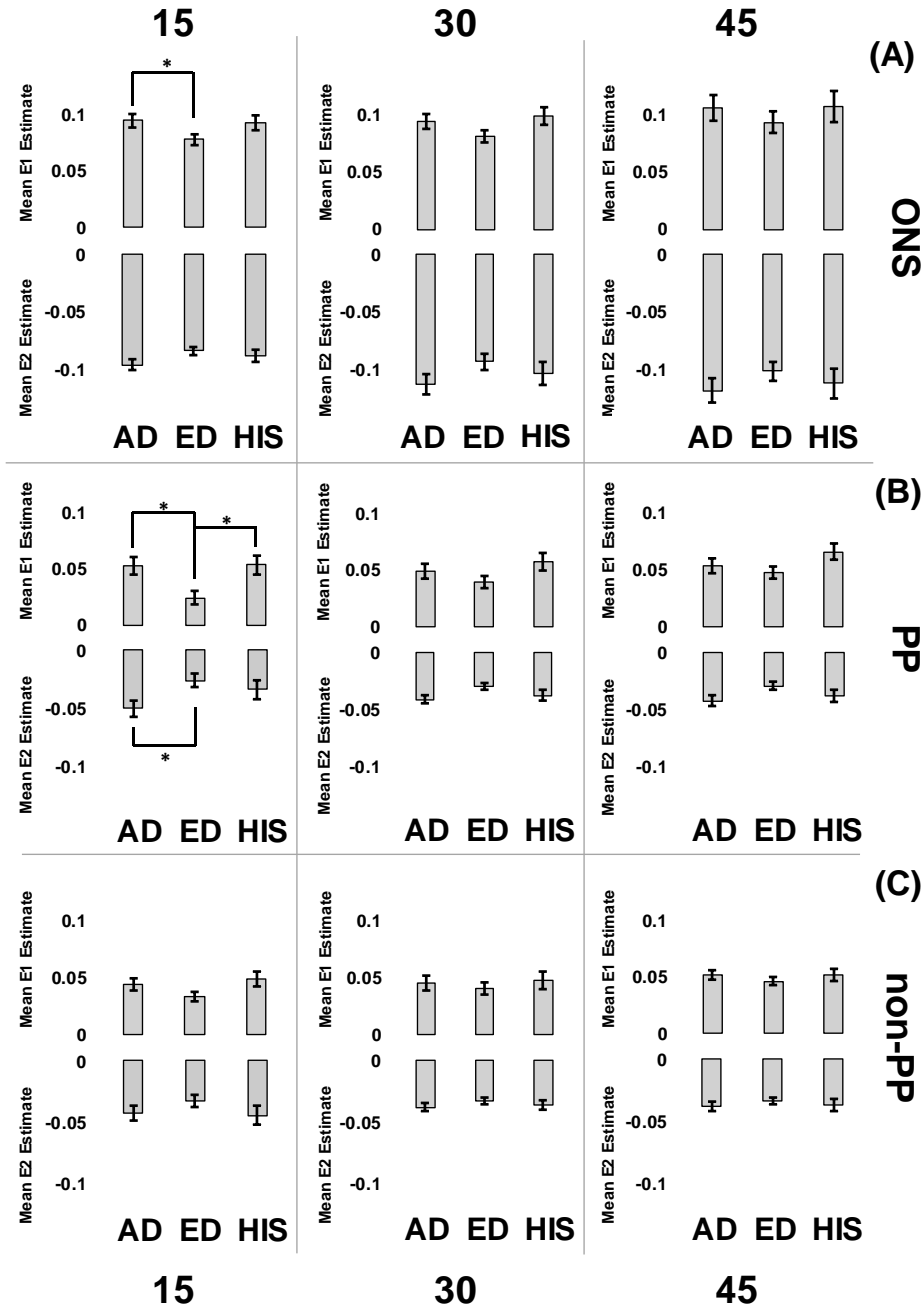 15 30 45
(A)
*
Mean E1 Estimate 0.1 0.05 0
Mean E1 Estimate 0.1 0.05 0
Mean E1 Estimate 0.1 0.05 0
ONS
Mean E2 Estimate 0 -0.05 -0.1
Mean E2 Estimate 0 -0.05 -0.1
Mean E2 Estimate 0 -0.05 -0.1
AD ED HIS AD ED HIS AD ED HIS
(B)
* *
Mean E1 Estimate 0.1 0.05 0
Mean E1 Estimate 0.1 0.05 0
Mean E1 Estimate 0.1 0.05 0
PP
Mean E2 Estimate 0 -0.05 -0.1
Mean E2 Estimate 0 -0.05 -0.1
Mean E2 Estimate 0 -0.05 -0.1
*
AD ED HIS AD ED HIS AD ED HIS
(C)
Mean E1 Estimate 0.1 0.05 0
Mean E1 Estimate 0.1 0.05 0
Mean E1 Estimate 0.1 0.05 0
non-PP
Mean E2 Estimate 0 -0.05 -0.1
Mean E2 Estimate 0 -0.05 -0.1
Mean E2 Estimate 0 -0.05 -0.1
AD ED HIS AD ED HIS AD ED HIS
15 30 45